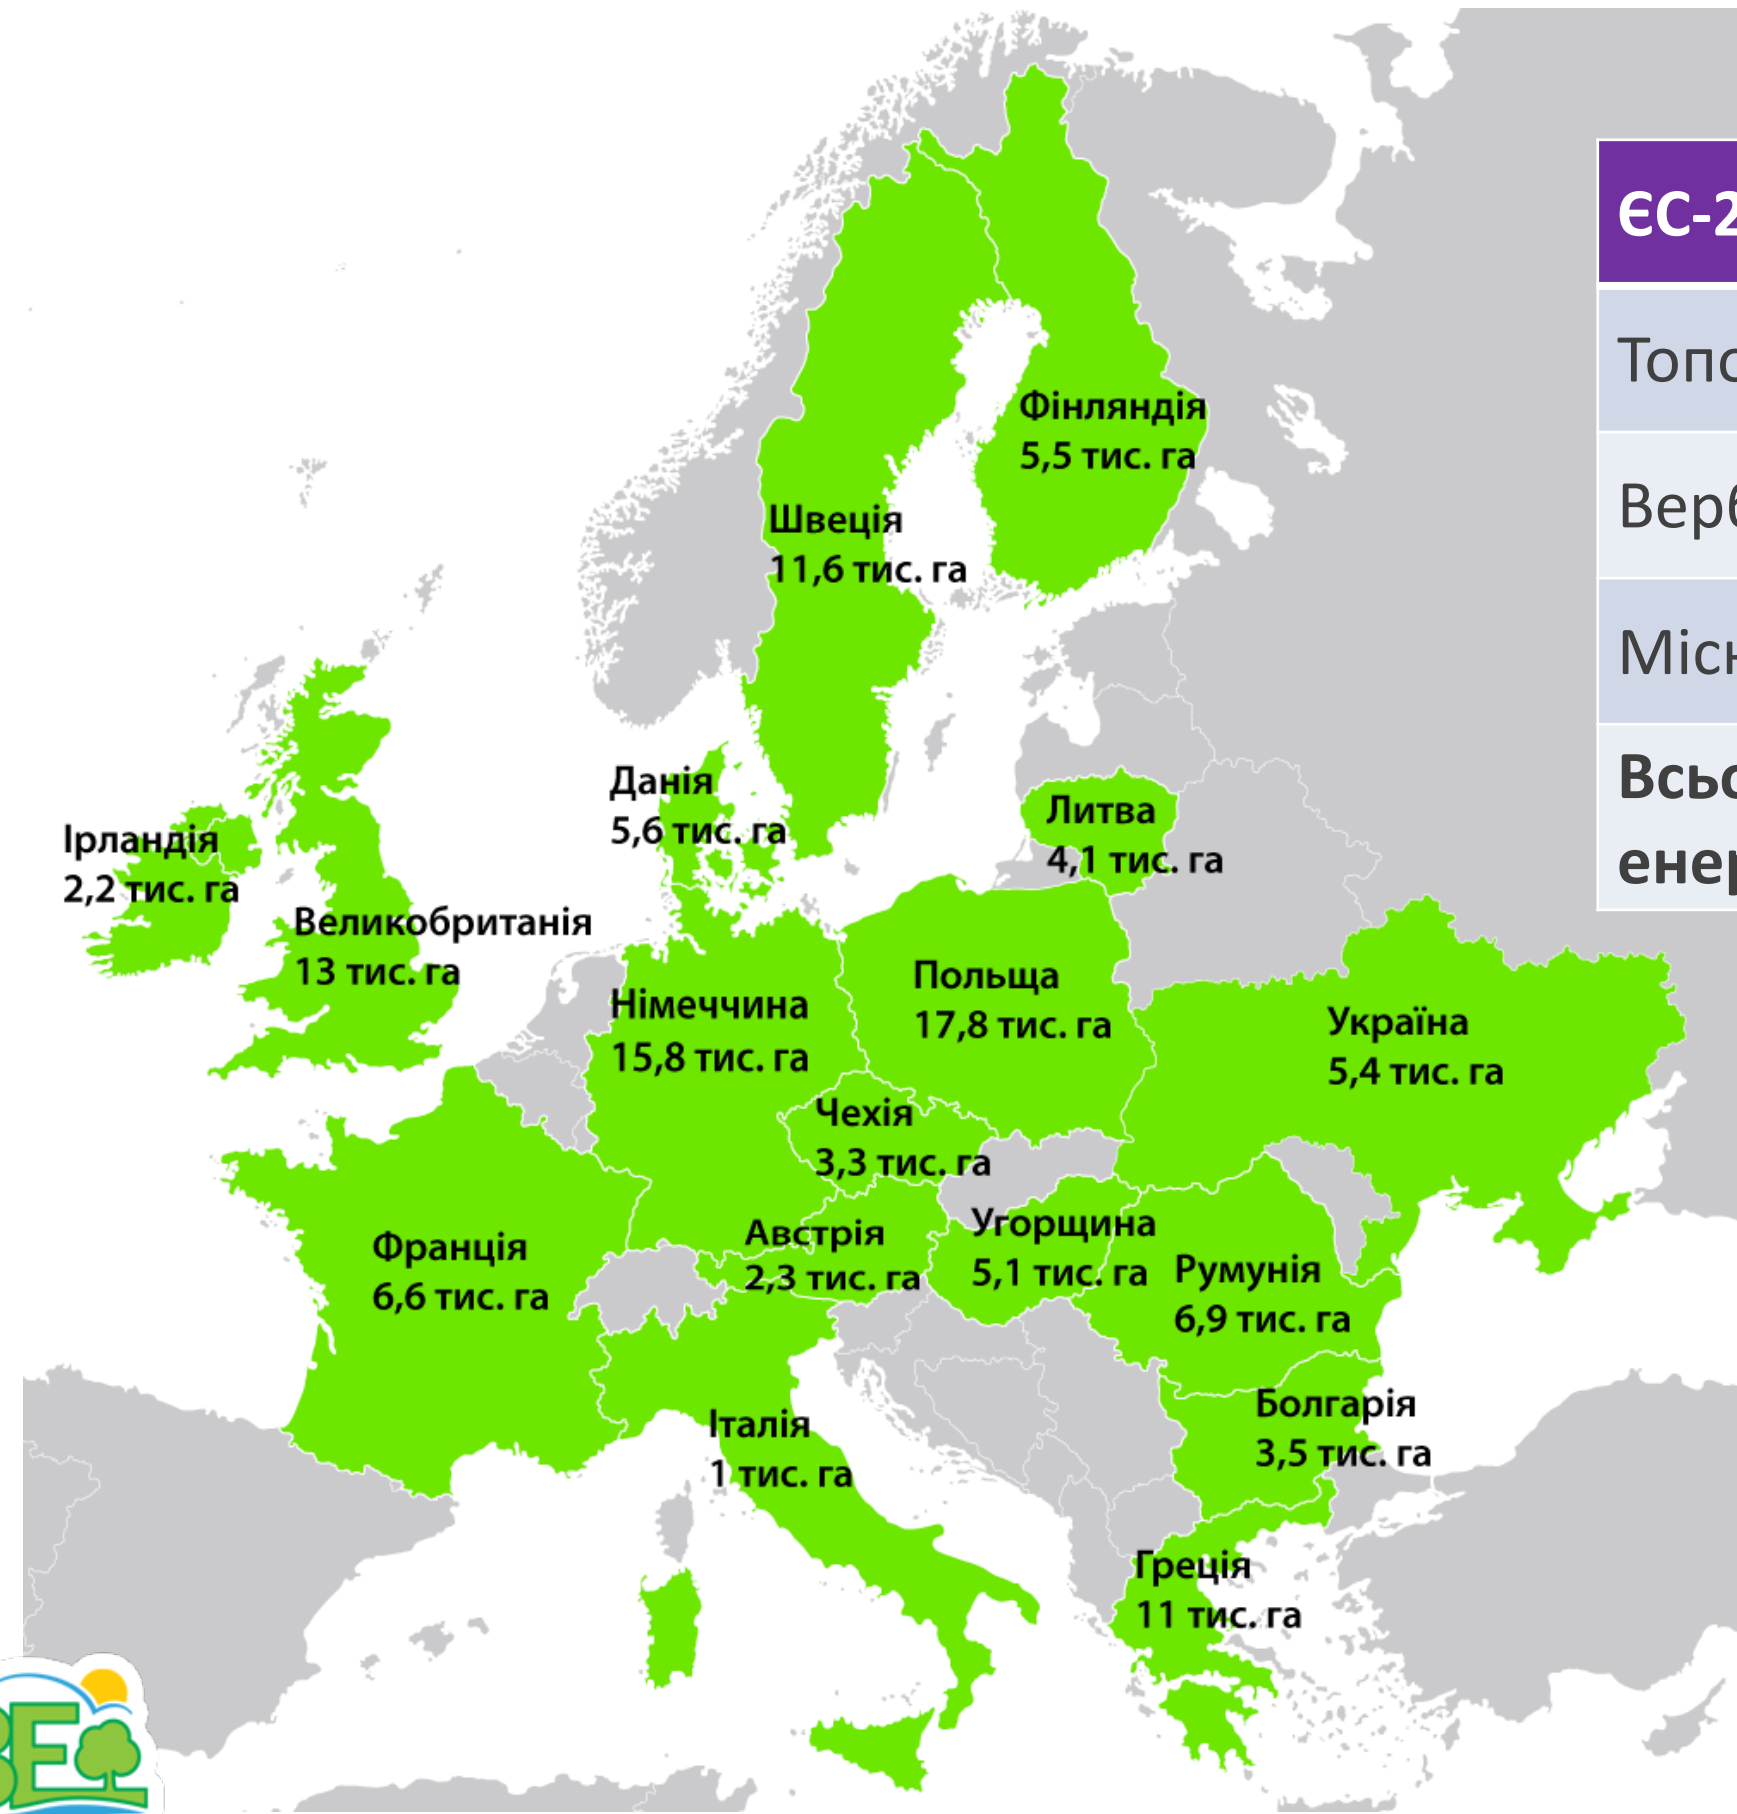 Фінляндія
5,5 тис. га
Швеція
11,6 тис. га
Данія
5,6 тис. га
Литва
4,1 тис. га
Ірландія
2,2 тис. га
Великобританія
13 тис. га
Німеччина
15,8 тис. га
Польща
17,8 тис. га
Україна
5,4 тис. га
Чехія
3,3 тис. га
Франція
6,6 тис. га
Австрія
2,3 тис. га
Угорщина
5,1 тис. га
Румунія
6,9 тис. га
Італія
1 тис. га
Болгарія
3,5 тис. га
Греція
11 тис. га
ЄС-2
Топо
Верб
Міск
Всьо
енер